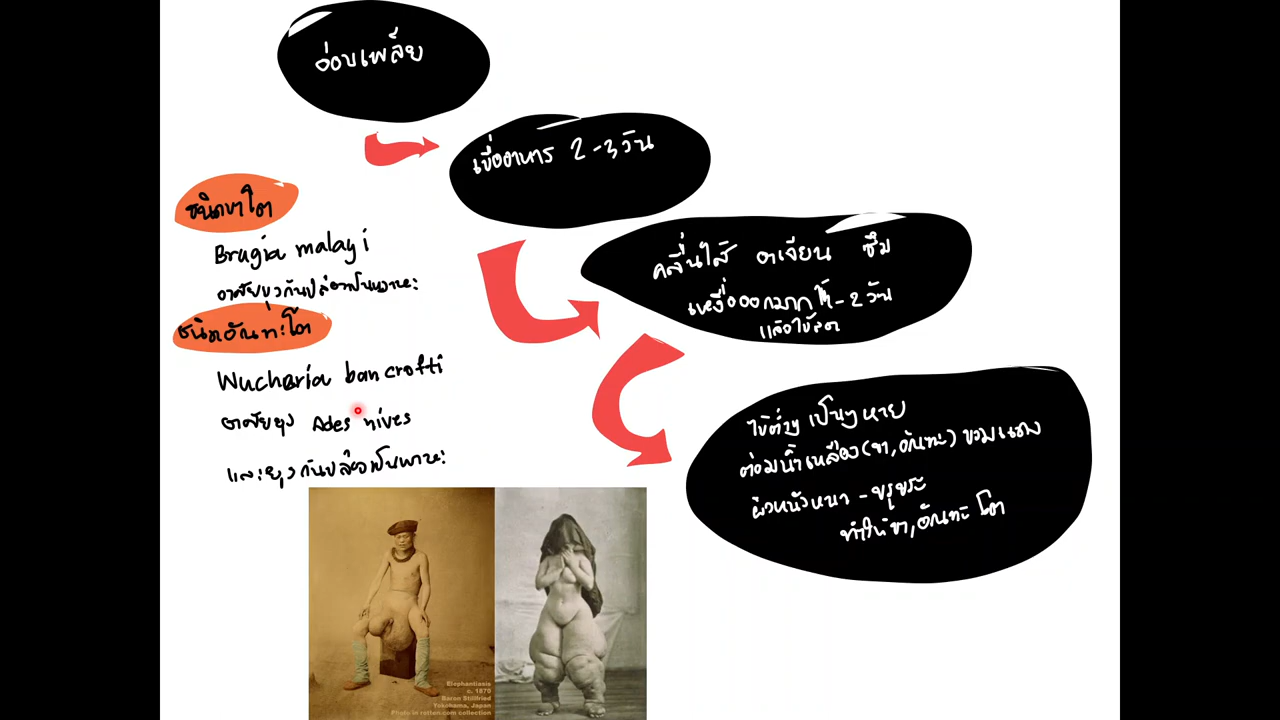 อ่อนเพลีย
เบื่ออาหาร 2-3 วัน
คลื่นไส้ อาเจียน ซึม
เหงื่อออกมาก 1-2 วัน
แล้วไข้ลด
ไข้ต่ำๆ เป็นๆ หาย
ต่อมน้ำเหลือง(ขา,อัณฑะ) บวมแดง
ผิวหนังหนา - ขรุขระ
ทำให้ขา,อัณฑะ โต
ชนิดขาโต
Brugia malayi
อาศัยยุงก้นปล่องเป็นพาหะ
ชนิดอัณฑะโต
Wucharia bancrofti
อาศัยยุง Ades nives
และยุงก้นปล่องเป็นพาหะ
Elephantiasis
c. 1870
Baron Stillfried
Yokohama, Japan
Photo in rotten.com collection